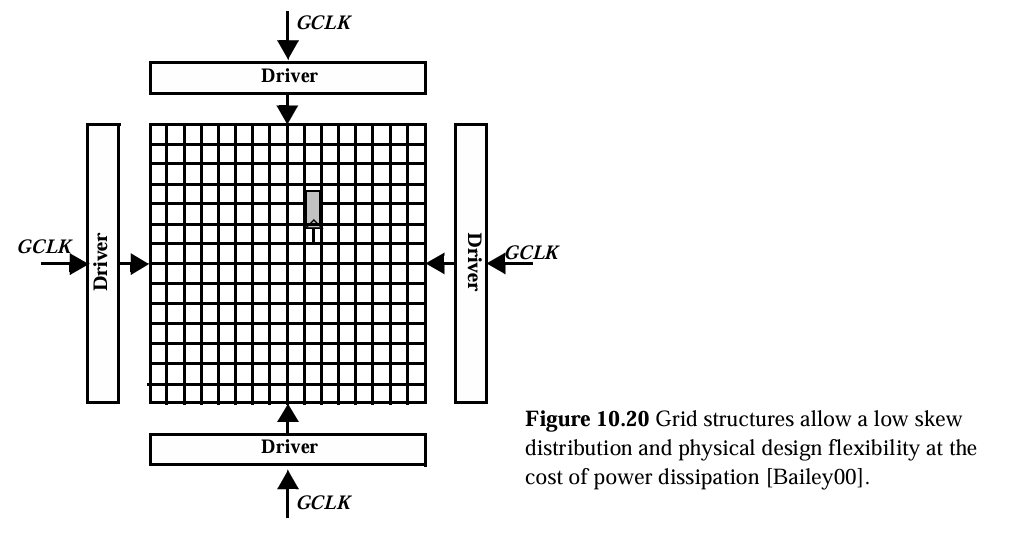 GCLK
Driver
GCLK
Driver
Driver
GCLK
Figure 10.20 Grid structures allow a low skew
distribution and physical design flexibility at the
cost of power dissipation [Bailey00].
Driver
GCLK